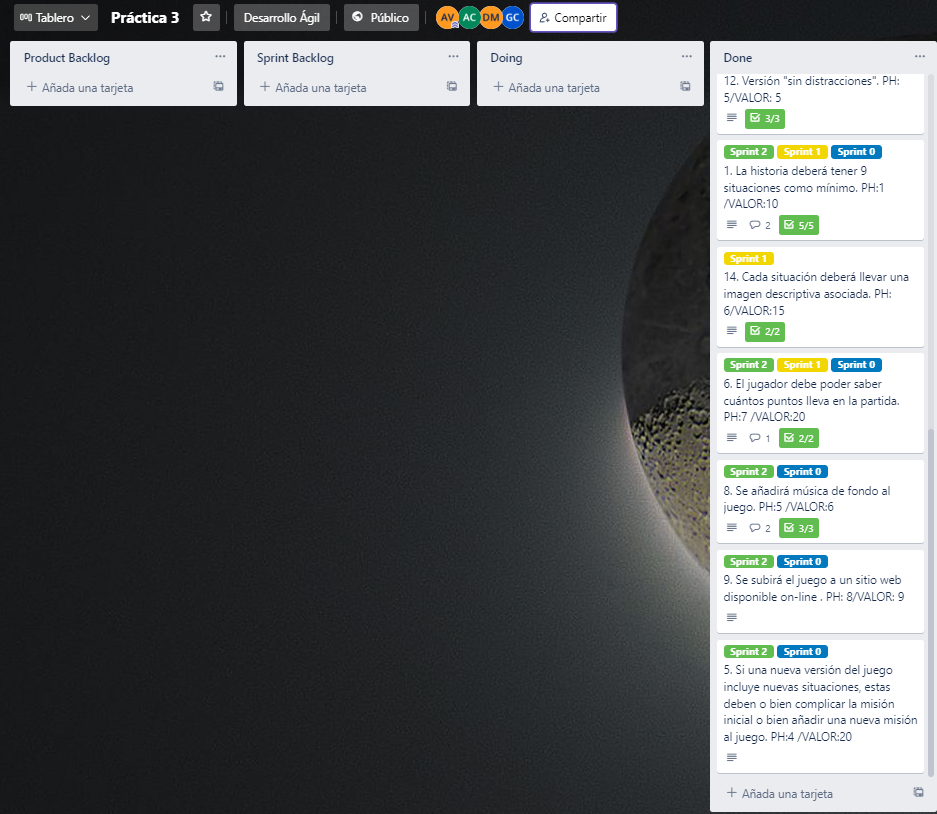 Tablero
Práctica 3
Desarrollo Ágil
Público
AV
AC
DM
GC
Compartir
Product Backlog
Añada una tarjeta
Sprint Backlog
Añada una tarjeta
Doing
Añada una tarjeta
Done
12. Versión "sin distracciones". PH:
5/VALOR: 5
3/3
Sprint 2 Sprint 1 Sprint 0
1. La historia deberá tener 9
situaciones como mínimo. PH:1
/VALOR:10
2 5/5
Sprint 1
14. Cada situación deberá llevar una
imagen descriptiva asociada. PH:
6/VALOR:15
2/2
Sprint 2 Sprint 1 Sprint 0
6. El jugador debe poder saber
cuántos puntos lleva en la partida.
PH:7 /VALOR:20
1 2/2
Sprint 2 Sprint 0
8. Se añadirá música de fondo al
juego. PH:5 /VALOR:6
2 3/3
Sprint 2 Sprint 0
9. Se subirá el juego a un sitio web
disponible on-line . PH: 8/VALOR: 9
Sprint 2 Sprint 0
5. Si una nueva versión del juego
incluye nuevas situaciones, estas
deben o bien complicar la misión
inicial o bien añadir una nueva misión
al juego. PH:4 /VALOR:20
Añada una tarjeta